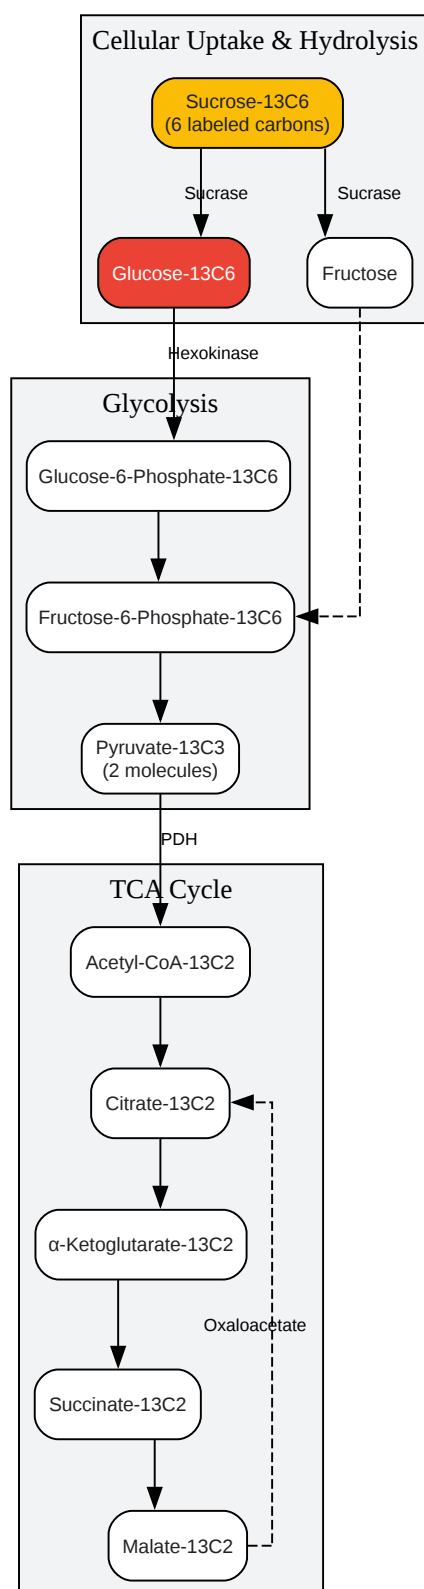 Cellular Uptake & Hydrolysis
Sucrose-13C6
(6 labeled carbons)
Sucrase
Sucrase
Glucose-13C6
Fructose
Hexokinase
Glycolysis
Glucose-6-Phosphate-13C6
Fructose-6-Phosphate-13C6
Pyruvate-13C3
(2 molecules)
PDH
TCA Cycle
Acetyl-CoA-13C2
Citrate-13C2
α-Ketoglutarate-13C2
Oxaloacetate
Succinate-13C2
Malate-13C2